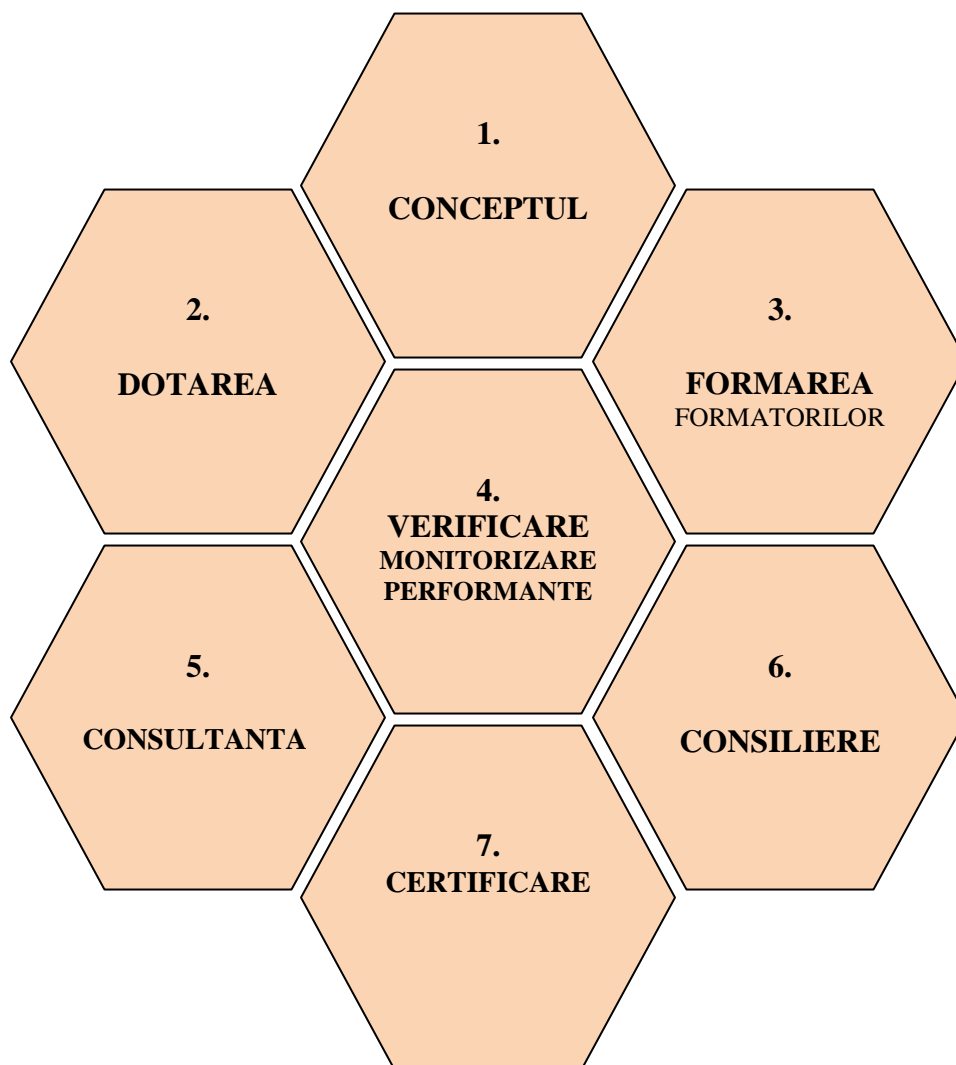 1.
CONCEPTUL
2.
DOTAREA
3.
FORMAREA
FORMATORILOR
4.
VERIFICARE
MONITORIZARE
PERFORMANTE
5.
CONSULTANTA
6.
CONSILIERE
7.
CERTIFICARE